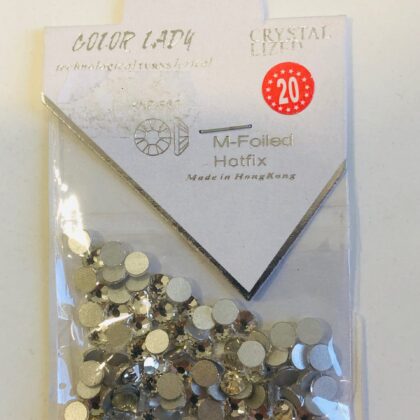 COLOR LADY
CRYSTAL
LIZED
20
M-Foiled
Hotfix
Made in HongKong